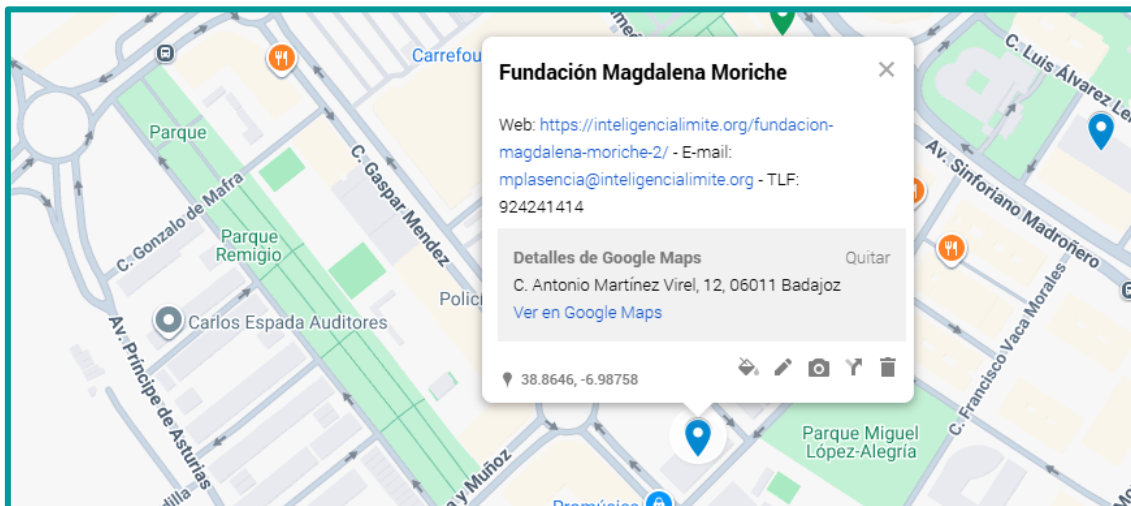 Carrefou
Parque
C. Gonzalo de Mafra
C. Gaspar Mendez
Parque
Remigio
Policí
Carlos Espada Auditores
Av. Príncipe de Asturias
Fundación Magdalena Moriche
Web: https://inteligencialimite.org/fundacion-
magdalena-moriche-2/ - E-mail:
mplasencia@inteligencialimite.org - TLF:
924241414
Detalles de Google Maps Quitar
C. Antonio Martínez Virel, 12, 06011 Badajoz
Ver en Google Maps
38.8646, -6.98758
C. Luis Álvarez Le
Av. Sinforiano Madroñero
C. Francisco Vaca Morales
Parque Miguel
López-Alegría
y Muñoz